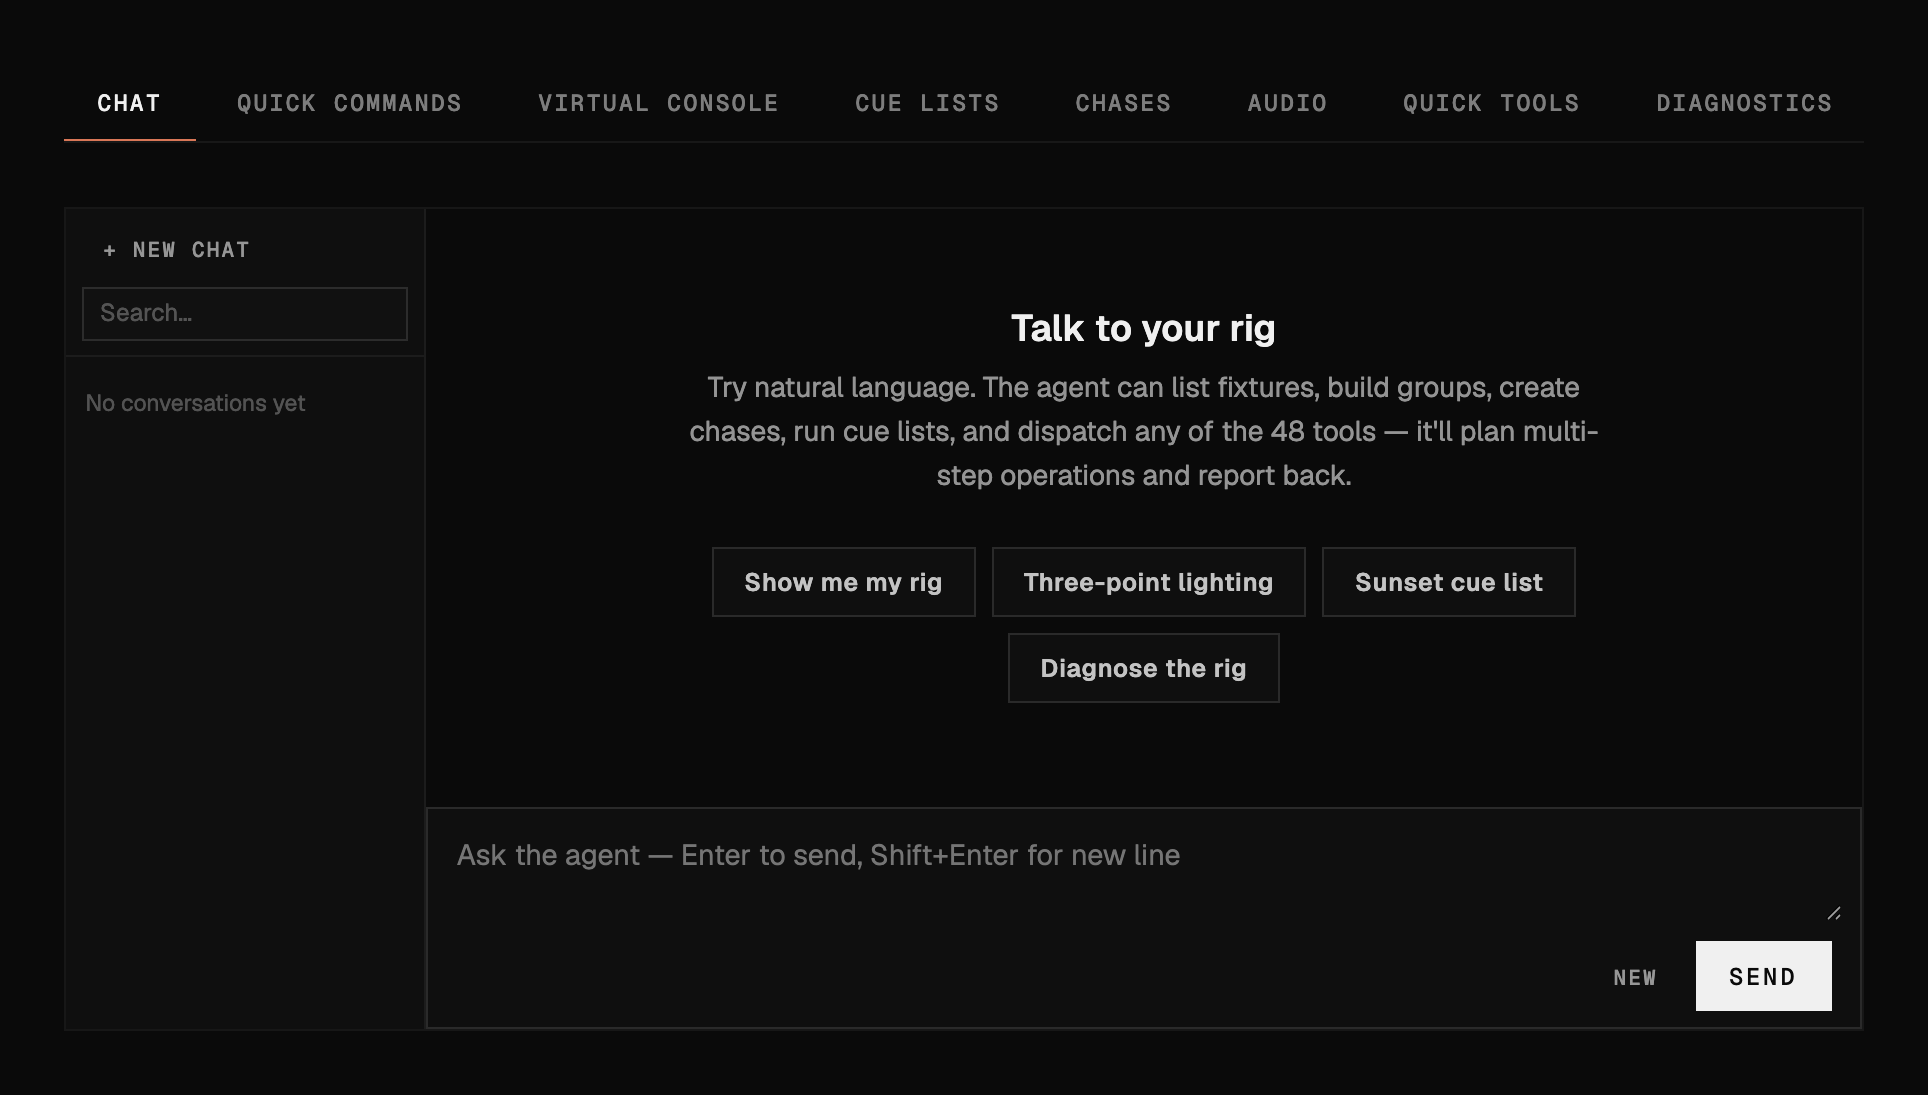 CHAT QUICK COMMANDS VIRTUAL CONSOLE CUE LISTS CHASES AUDIO QUICK TOOLS DIAGNOSTICS
+ NEW CHAT
Search...
No conversations yet
Talk to your rig
Try natural language. The agent can list fixtures, build groups, create
chases, run cue lists, and dispatch any of the 48 tools — it'll plan multi-
step operations and report back.
Show me my rig Three-point lighting Sunset cue list
Diagnose the rig
Ask the agent — Enter to send, Shift+Enter for new line
NEW SEND